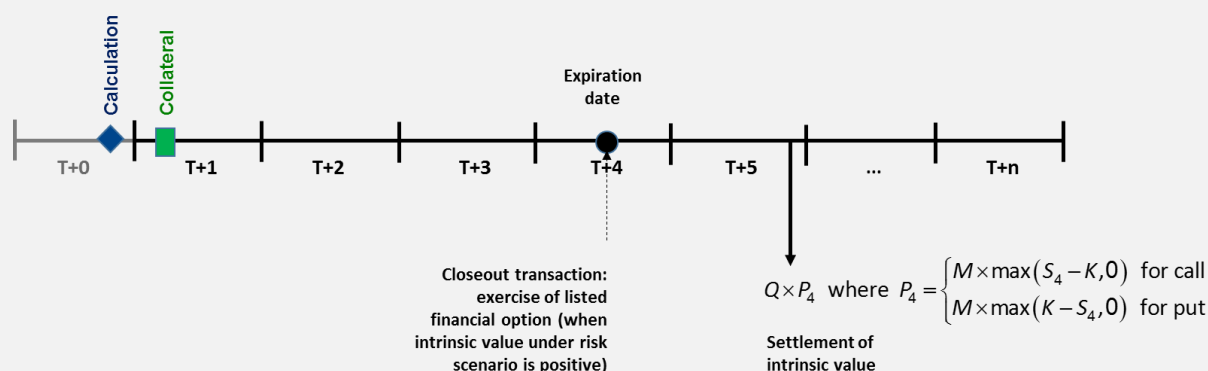 Calculation
Collateral
Expiration
date
T+0
T+1
T+2
T+3
T+4
T+5
...
T+n
Closeout transaction:
exercise of listed
financial option (when
intrinsic value under risk
scenario is positive)
Q×P₄ where P₄ = { M×max(S₄−K,0) for call
M×max(K−S₄,0) for put
Settlement of
intrinsic value